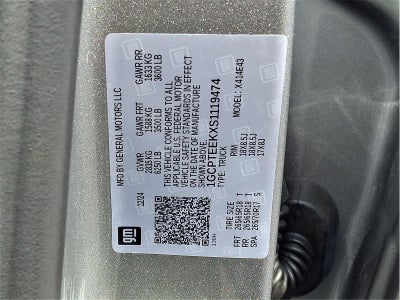 MFD BY GENERAL MOTORS LLC
12/24
GVWR
2835 KG
6250 LB
GAWR FRT
1588 KG
3500 LB
GAWR RR
1633 KG
3600 LB
THIS VEHICLE CONFORMS TO ALL
APPLICABLE U.S. FEDERAL MOTOR
VEHICLE SAFETY STANDARDS IN EFFECT
ON THE DATE OF MANUFACTURE
SHOWN ABOVE.
1GCPTEEKXS1119474
TYPE: TRUCK
MODEL: X414E43
TIRE SIZE RIM
FRT 265/65R18 T 18X8.5J
RR 265/65R18 T 18X8.5J
SPA 265/70R17 S 17X8J
gm